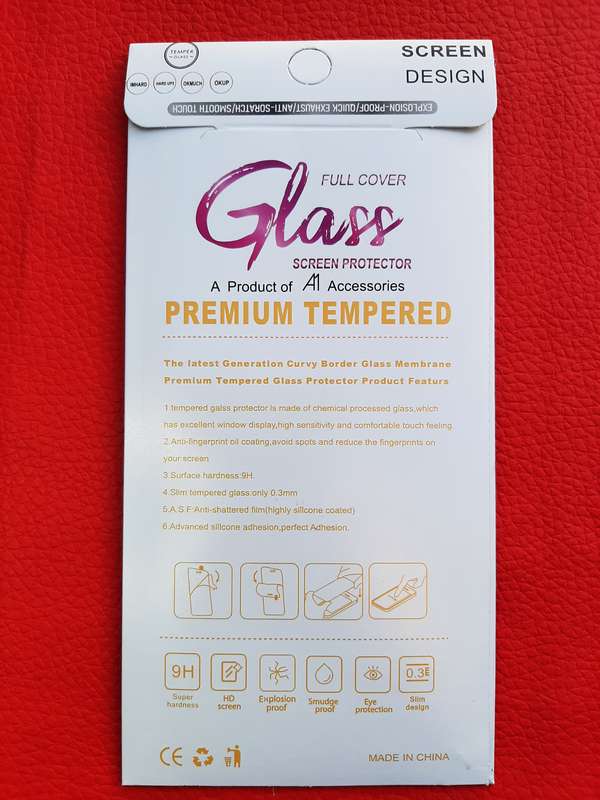 TEMPER
GLASS
SCREEN
DESIGN
IMHARD
HARD UPS
OKMUCH
OKUP
EXPLOSION-PROOF/QUICK EXHAUST/ANTI-SORATCH/SMOOTH TOUCH
FULL COVER
Glass
SCREEN PROTECTOR
A Product of A1 Accessories
PREMIUM TEMPERED
The latest Generation Curvy Border Glass Membrane
Premium Tempered Glass Protector Product Featurs
1.tempered galss protector is made of chemical processed glass,which
has excellent window display,high sensitivity and comfortable touch feeling.
2.Anti-fingerprint oil coating,avoid spots and reduce the fingerprints on
your screen
3.Surface hardness:9H.
4.Slim tempered glass:only 0.3mm
5.A.S.F:Anti-shattered film(highly silicone coated)
6.Advanced silicone adhesion,perfect Adhesion.
9H
0.3E
Super
hardness
HD
screen
Explosion
proof
Smudge
proof
Eye
protection
Slim
design
CE
MADE IN CHINA